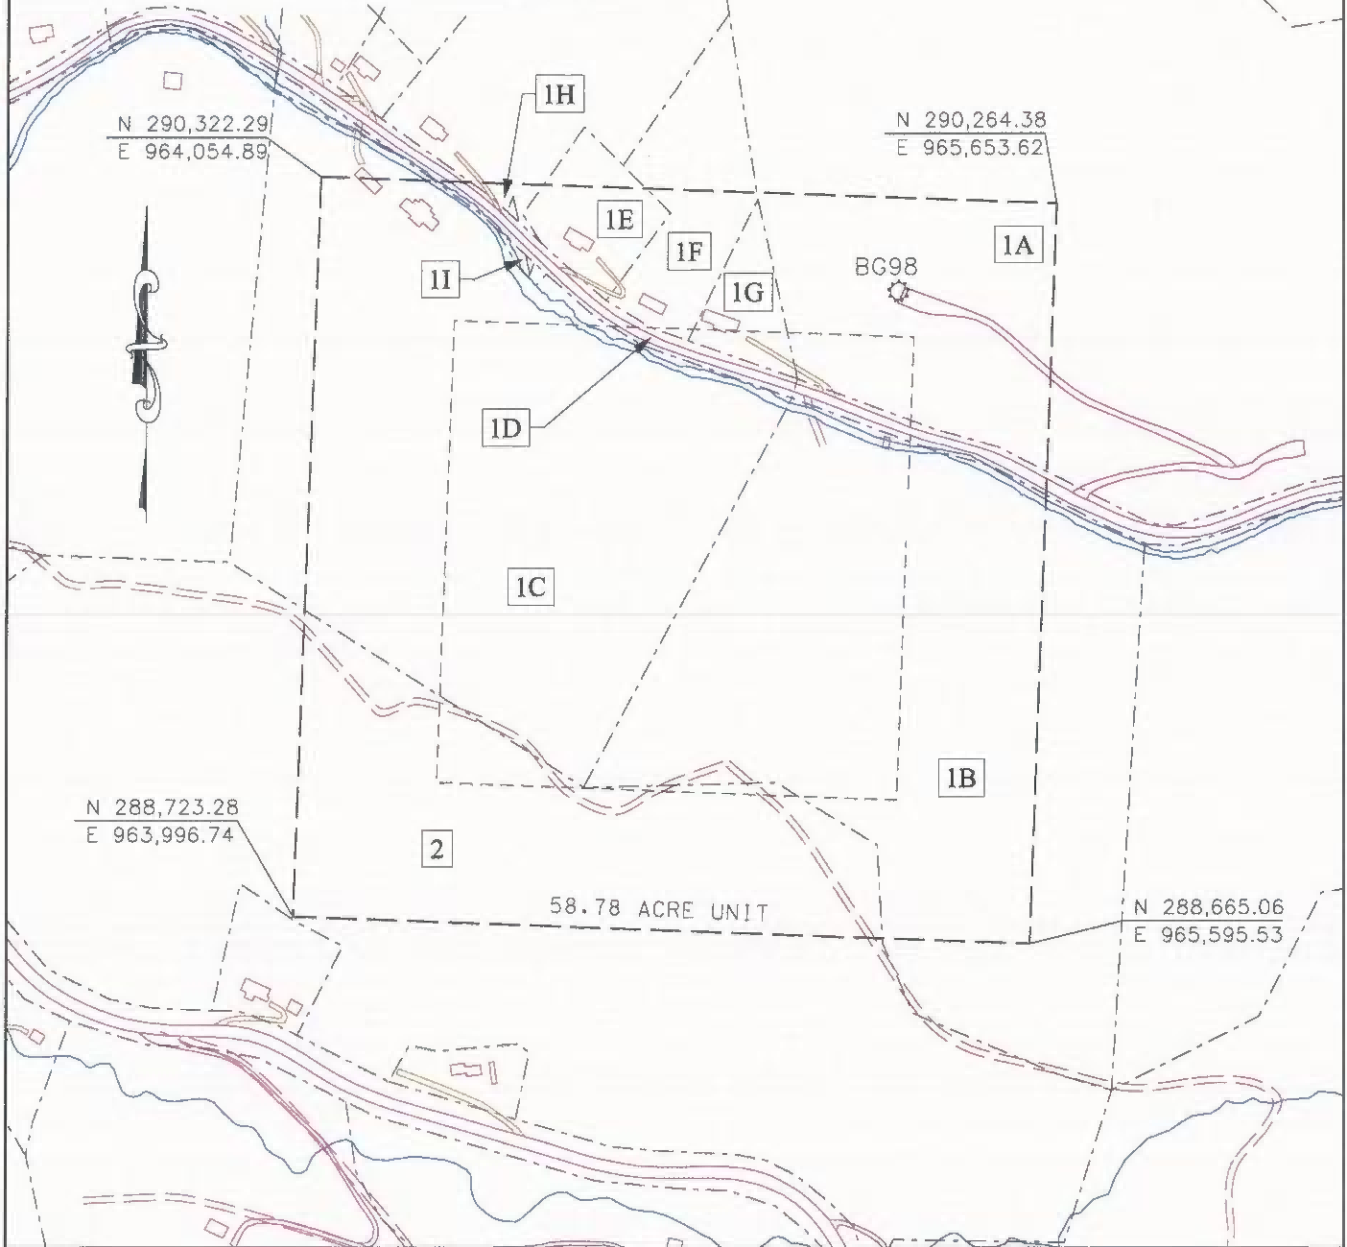 1H
N 290,322.29
E 964,054.89
N 290,264.38
E 965,653.62
1E
1F
1A
1I
1G
BG98
1D
1C
1B
N 288,723.28
E 963,996.74
2
58.78 ACRE UNIT
N 288,665.06
E 965,595.53